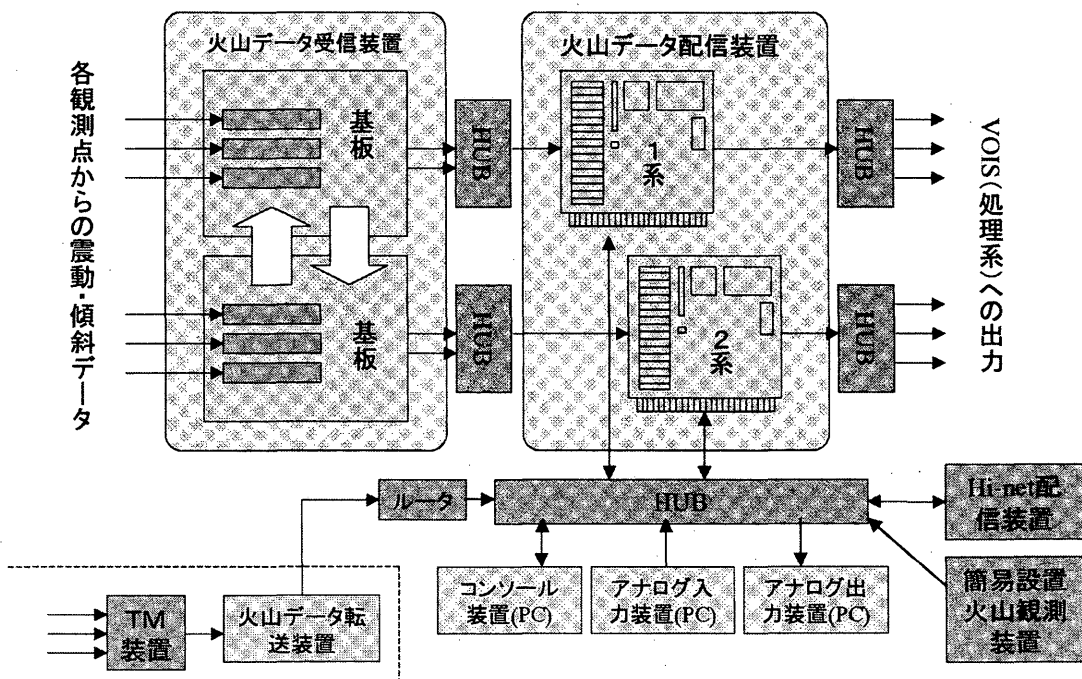 火山データ受信装置
火山データ配信装置
各観測点からの震動・傾斜データ
基板
基板
HUB
HUB
1系
2系
HUB
HUB
VOIS(処理系)への出力
ルータ
HUB
Hi-net配
信装置
コンソール
装置(PC)
アナログ入
力装置(PC)
アナログ出
力装置(PC)
簡易設置
火山観測
装置
TM
装置
火山データ転
送装置